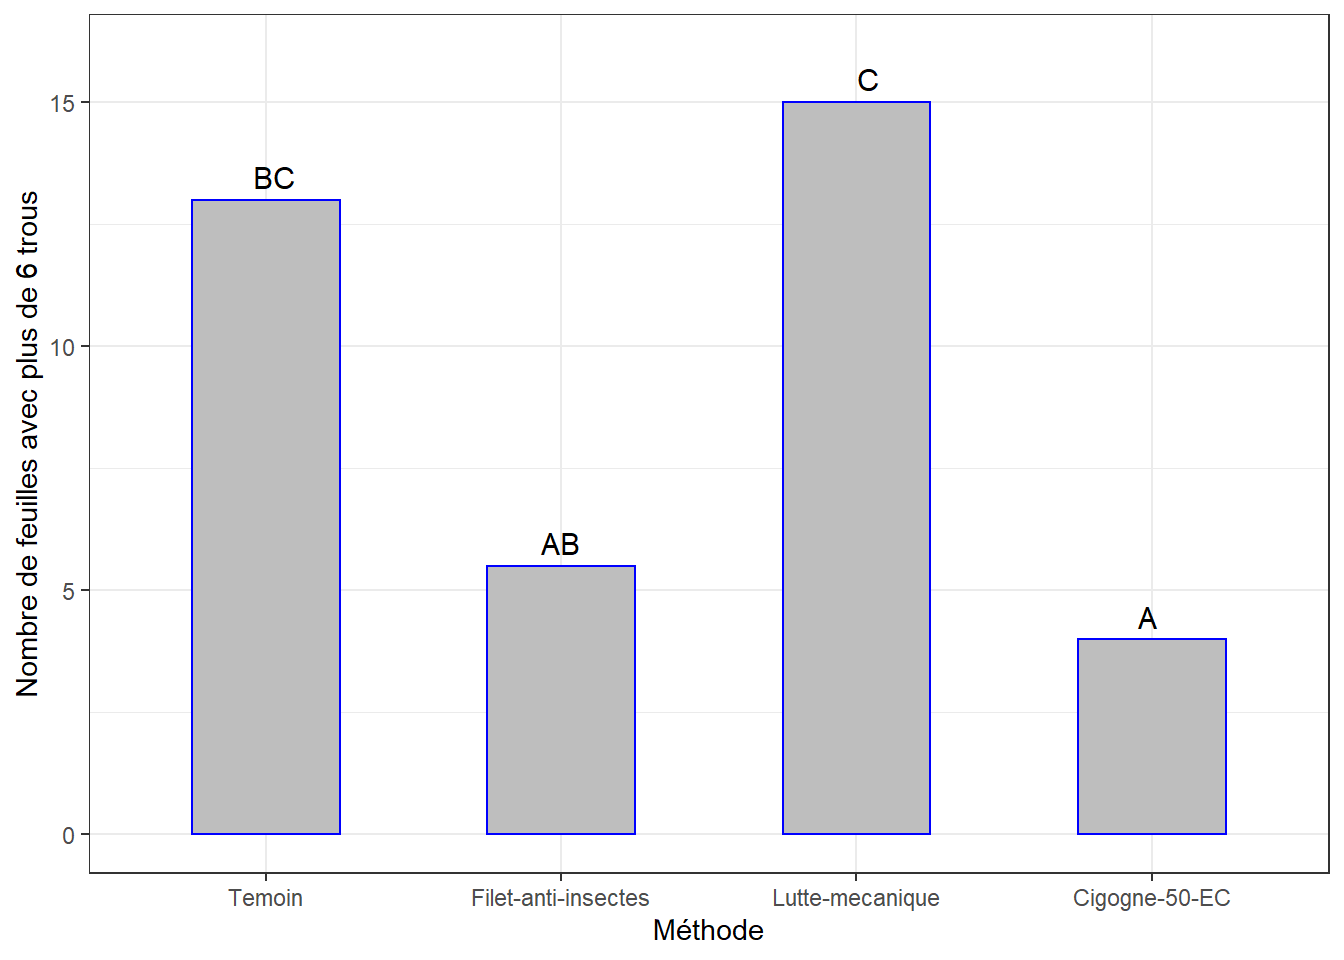 Nombre de feuilles avec plus de 6 trous
15
10
5
0
BC
AB
C
A
Temoin
Filet-anti-insectes
Lutte-mecanique
Cigogne-50-EC
Méthode